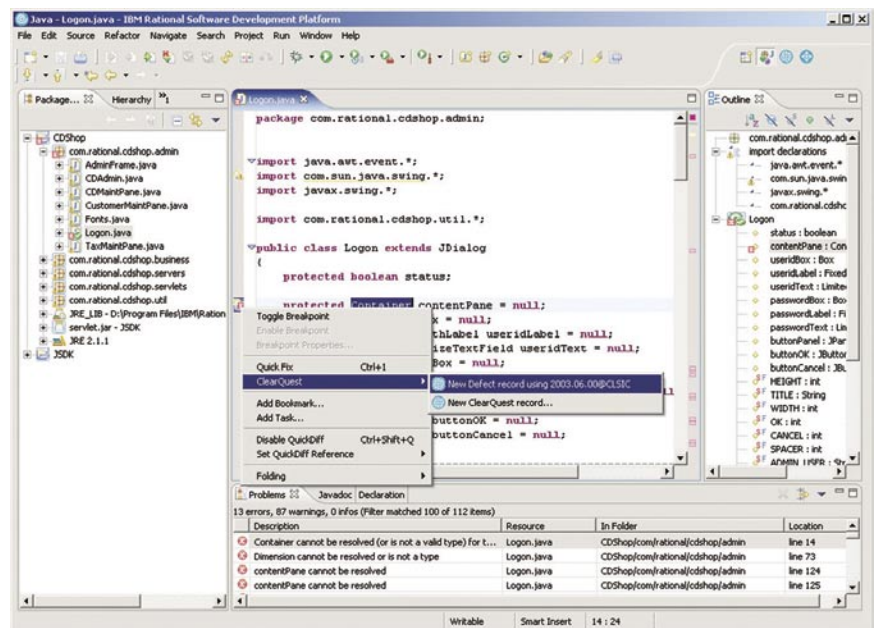 Java - Logon.java - IBM Rational Software Development Platform
File Edit Source Refactor Navigate Search Project Run Window Help
Package... Hierarchy »1
CDShop
com.rational.cdshop.admin
AdminFrame.java
CDAdmin.java
CDMaintPane.java
CustomerMaintPane.java
Fonts.java
Logon.java
TaxMaintPane.java
com.rational.cdshop.business
com.rational.cdshop.servers
com.rational.cdshop.servlets
com.rational.cdshop.util
JRE_LIB - D:\Program Files\IBM\Ration
servlet.jar - JSDK
JRE 2.1.1
JSDK
Logon.java
package com.rational.cdshop.admin;
import java.awt.event.*;
import com.sun.java.swing.*;
import javax.swing.*;
import com.rational.cdshop.util.*;
public class Logon extends JDialog
{
protected boolean status;
protected Container contentPane = null;
x = null;
thLabel useridLabel = null;
izeTextField useridText = null;
Box = null;
ll
buttonOK = null;
buttonCancel = null;
Toggle Breakpoint
Enable Breakpoint
Breakpoint Properties...
Quick Fix Ctrl+1
ClearQuest
Add Bookmark...
Add Task...
Disable QuickDiff Ctrl+Shift+Q
Set QuickDiff Reference
Folding
New Defect record using 2003.06.00@CLSIC
New ClearQuest record...
Outline
com.rational.cdshop.ad
import declarations
java.awt.event.*
com.sun.java.swin
javax.swing.*
com.rational.cdshc
Logon
status : boolean
contentPane : Con
useridBox : Box
useridLabel : Fixed
useridText : Limite
passwordBox : Bo
passwordLabel : Fi
passwordText : Lin
buttonPanel : JPar
buttonOK : JButtor
buttonCancel : JBu
HEIGHT : int
TITLE : String
WIDTH : int
OK : int
CANCEL : int
SPACER : int
ADMIN_USER : Str
Problems Javadoc Declaration
13 errors, 87 warnings, 0 infos (Filter matched 100 of 112 items)
Description Resource In Folder Location
Container cannot be resolved (or is not a valid type) for t... Logon.java CDShop/com/rational/cdshop/admin line 14
Dimension cannot be resolved or is not a type Logon.java CDShop/com/rational/cdshop/admin line 73
contentPane cannot be resolved Logon.java CDShop/com/rational/cdshop/admin line 124
contentPane cannot be resolved Logon.java CDShop/com/rational/cdshop/admin line 125
Writable Smart Insert 14 : 24